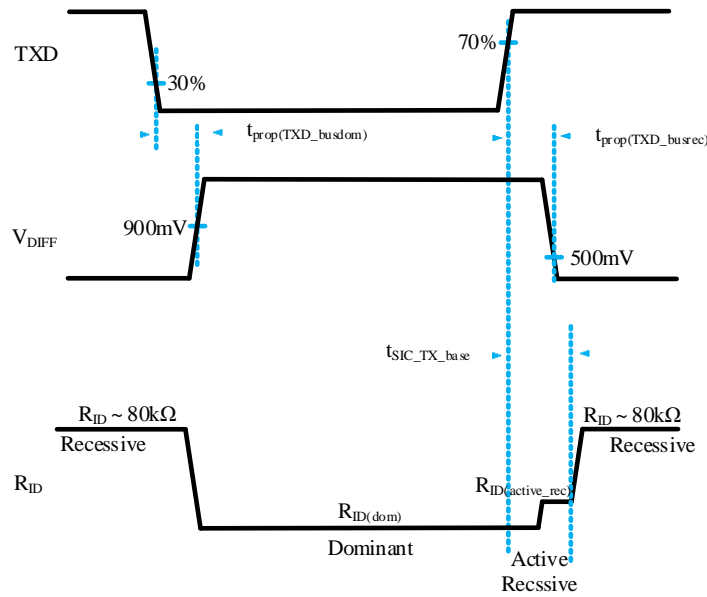 TXD
30%
70%
tprop(TXD_busdom)
tprop(TXD_busrec)
VDIFF
900mV
500mV
tSIC_TX_base
RID ~ 80kΩ
Recessive
RID ~ 80kΩ
Recessive
RID
RID(active_rec)
RID(dom)
Dominant
Active
Recssive